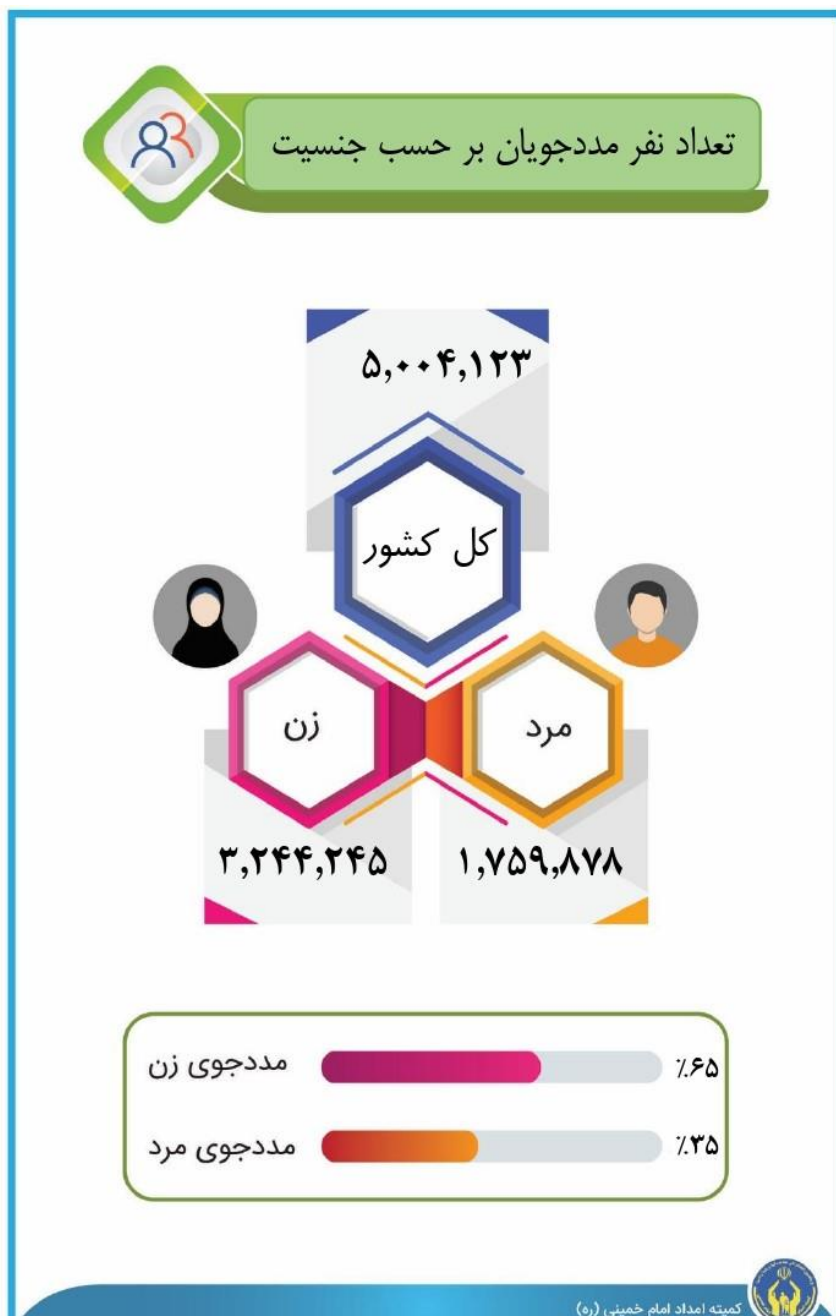 تعداد نفر مددجویان بر حسب جنسیت
۵,۰۰۴,۱۲۳
کل کشور
مرد
زن
۱,۷۵۹,۸۷۸
۳,۲۴۴,۲۴۵
مددجوی زن ٪۶۵
مددجوی مرد ٪۳۵
کمیته امداد امام خمینی (ره)